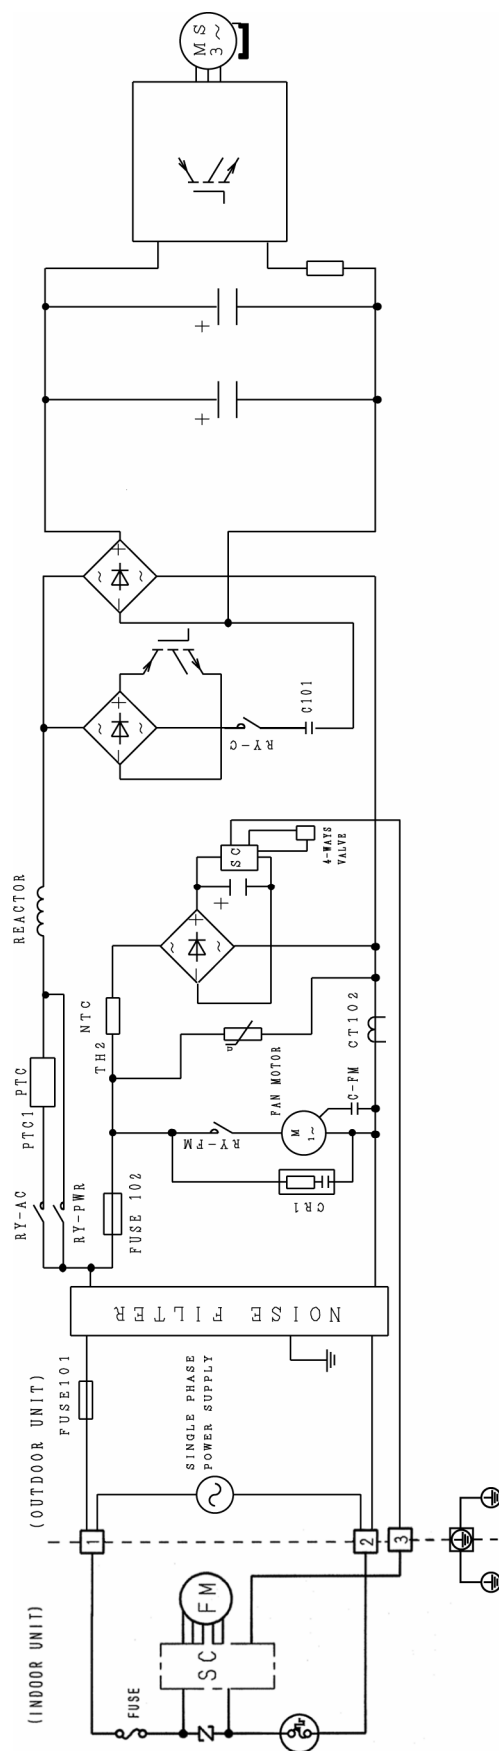 M S
3 ~
+
+
+
~
~
−
+
~
~
−
RY-C
C101
SC
4-WAYS
VALVE
+
+
~
~
−
REACTOR
NTC
TH2
PTC
PTC1
FAN MOTOR
CT102
C-FM
RY-FM
M
1~
CR1
RY-AC
RY-PWR
FUSE 102
NOISE FILTER
FUSE101
SINGLE PHASE
POWER SUPPLY
~
(OUTDOOR UNIT)
1
2
3
(INDOOR UNIT)
FM
SC
FUSE